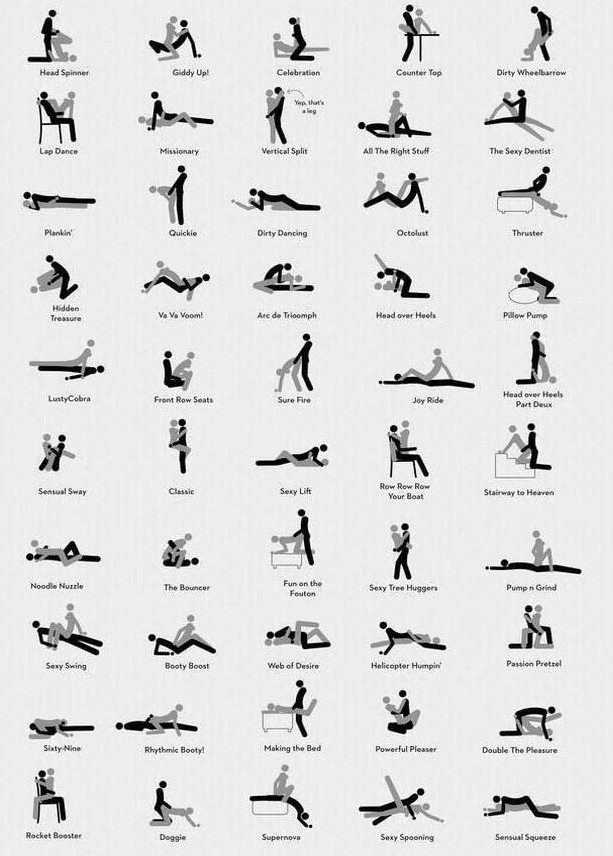 Head Spinner
Giddy Up!
Celebration
Counter Top
Dirty Wheelbarrow
Yep, that's
a leg
Lap Dance
Missionary
Vertical Split
All The Right Stuff
The Sexy Dentist
Plankin'
Quickie
Dirty Dancing
Octolust
Thruster
Hidden
Treasure
Va Va Voom!
Arc de Trioomph
Head over Heels
Pillow Pump
LustyCobra
Front Row Seats
Sure Fire
Joy Ride
Head over Heels
Part Deux
Sensual Sway
Classic
Sexy Lift
Row Row Row
Your Boat
Stairway to Heaven
Noodle Nuzzle
The Bouncer
Fun on the
Fouton
Sexy Tree Huggers
Pump n Grind
Sexy Swing
Booty Boost
Web of Desire
Helicopter Humpin'
Passion Pretzel
Sixty-Nine
Rhythmic Booty!
Making the Bed
Powerful Pleaser
Double The Pleasure
Rocket Booster
Doggie
Supernova
Sexy Spooning
Sensual Squeeze